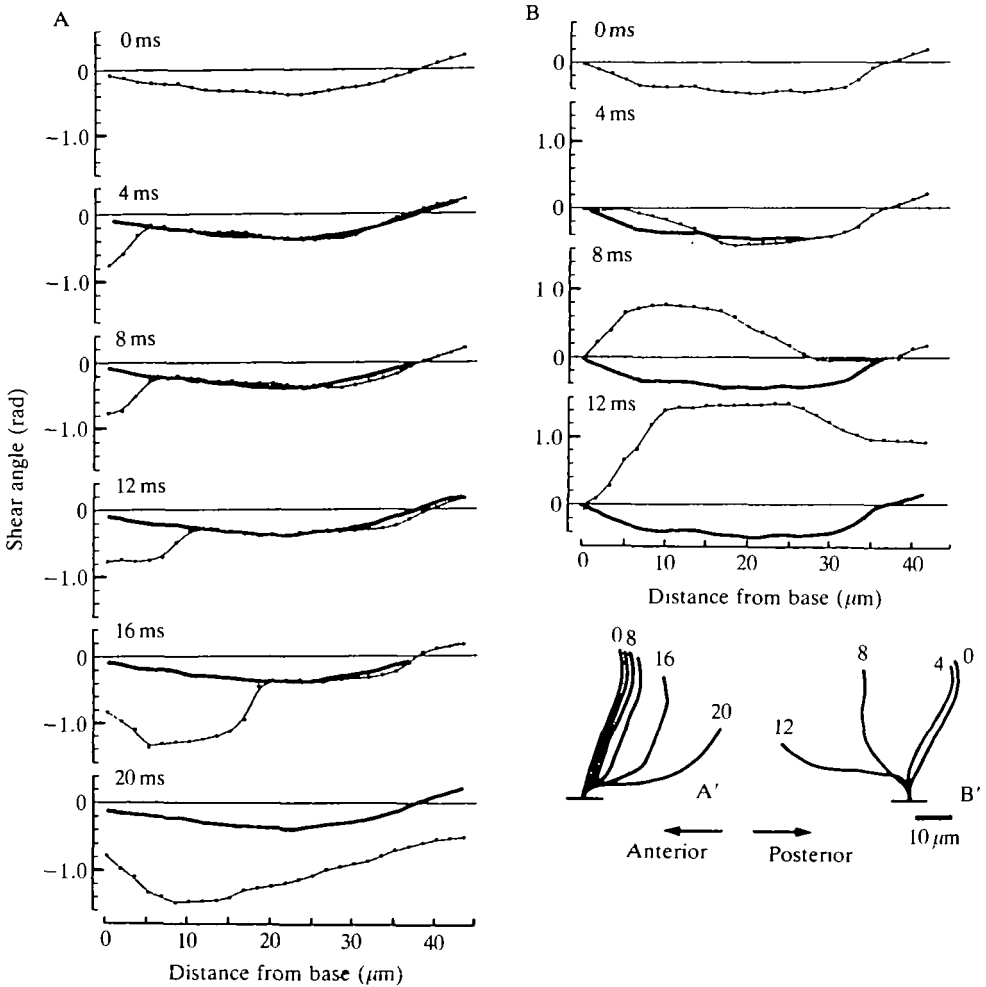 A
0 ms
0
−1.0
4 ms
0
−1.0
8 ms
0
−1.0
12 ms
0
−1.0
16 ms
0
−1.0
20 ms
0
−1.0
0 10 20 30 40
Distance from base (μm)
Shear angle (rad)
B
0 ms
0
4 ms
1.0
0
8 ms
1 0
0
12 ms
1.0
0
0 10 20 30 40
Distance from base (μm)
0 8 16 20
A′
12 8 4 0
B′
10 μm
Anterior Posterior